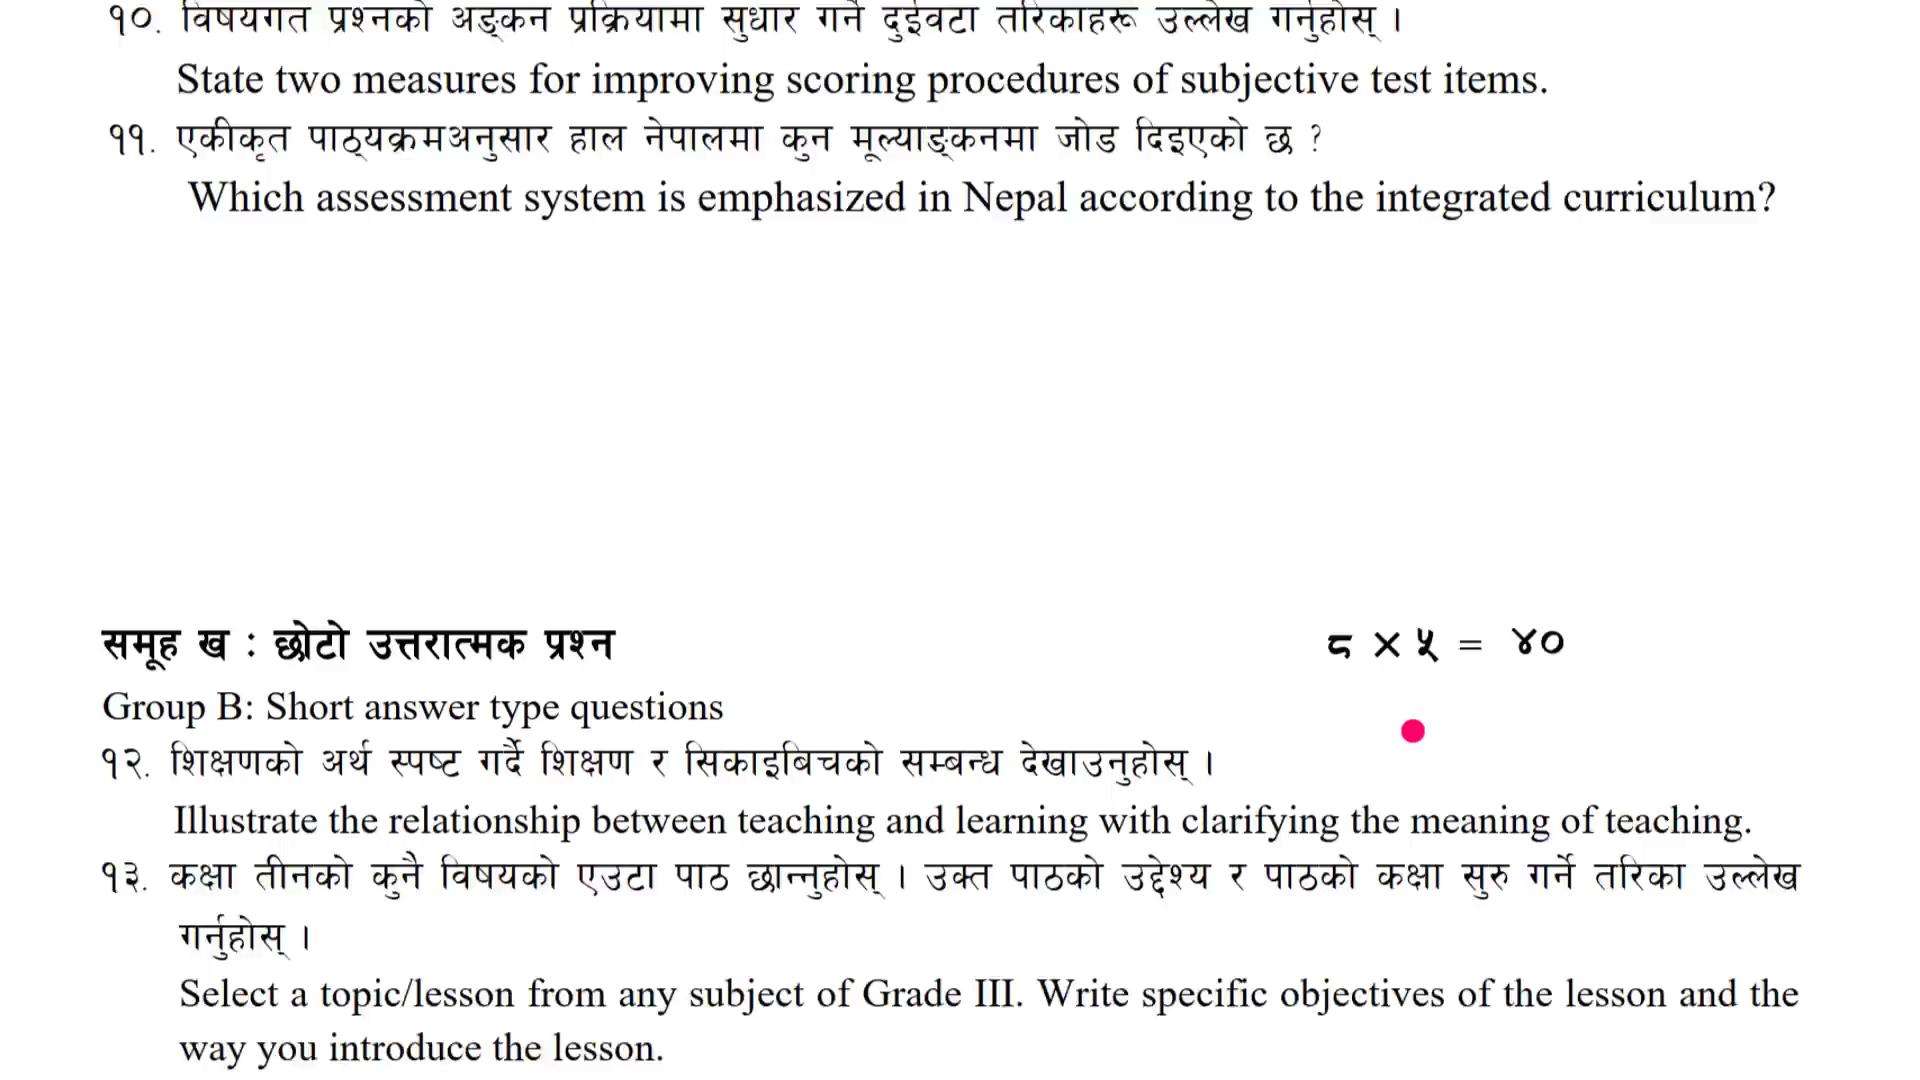 १०. विषयगत प्रश्नको अङ्कन प्रक्रियामा सुधार गर्ने दुईवटा तरिकाहरू उल्लेख गर्नुहोस् ।
State two measures for improving scoring procedures of subjective test items.
११. एकीकृत पाठ्यक्रमअनुसार हाल नेपालमा कुन मूल्याङ्कनमा जोड दिइएको छ ?
Which assessment system is emphasized in Nepal according to the integrated curriculum?
समूह ख : छोटो उत्तरात्मक प्रश्न ८ × ५ = ४०
Group B: Short answer type questions
१२. शिक्षणको अर्थ स्पष्ट गर्दै शिक्षण र सिकाइबिचको सम्बन्ध देखाउनुहोस् ।
Illustrate the relationship between teaching and learning with clarifying the meaning of teaching.
१३. कक्षा तीनको कुनै विषयको एउटा पाठ छान्नुहोस् । उक्त पाठको उद्देश्य र पाठको कक्षा सुरु गर्ने तरिका उल्लेख
गर्नुहोस् ।
Select a topic/lesson from any subject of Grade III. Write specific objectives of the lesson and the
way you introduce the lesson.